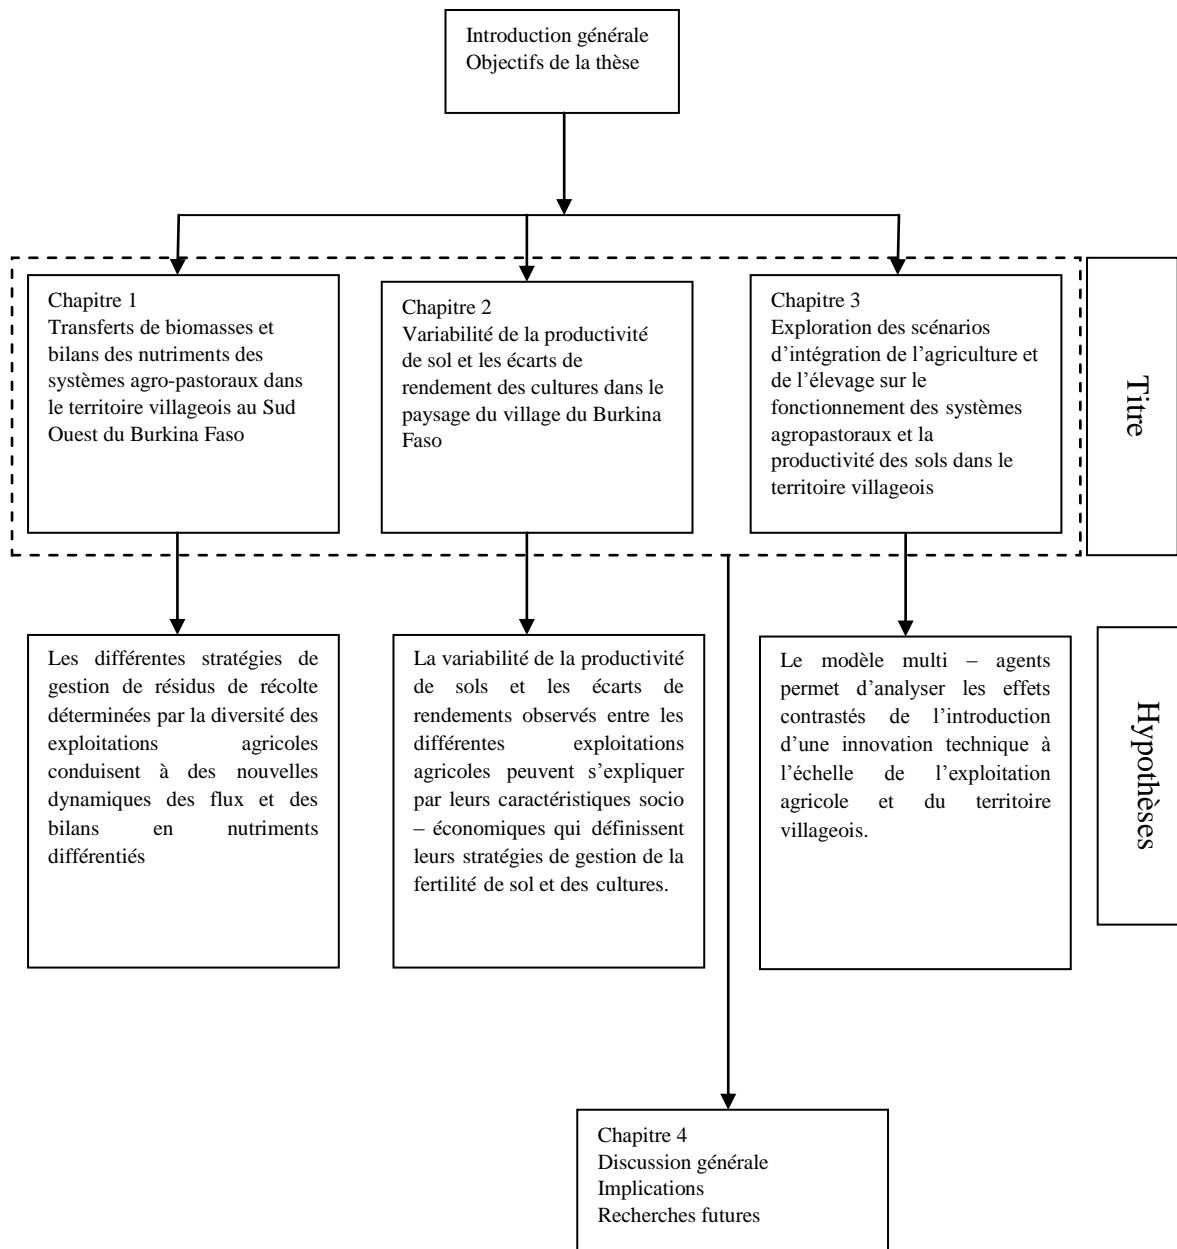 Introduction générale
Objectifs de la thèse
Chapitre 1
Transferts de biomasses et
bilans des nutriments des
systèmes agro-pastoraux dans
le territoire villageois au Sud
Ouest du Burkina Faso
Chapitre 2
Variabilité de la productivité
de sol et les écarts de
rendement des cultures dans le
paysage du village du Burkina
Faso
Chapitre 3
Exploration des scénarios
d’intégration de l’agriculture et
de l’élevage sur le
fonctionnement des systèmes
agropastoraux et la
productivité des sols dans le
territoire villageois
Titre
Les différentes stratégies de
gestion de résidus de récolte
déterminées par la diversité des
exploitations agricoles
conduisent à des nouvelles
dynamiques des flux et des
bilans en nutriments
différentiés
La variabilité de la productivité
de sols et les écarts de
rendements observés entre les
différentes exploitations
agricoles peuvent s’expliquer
par leurs caractéristiques socio
– économiques qui définissent
leurs stratégies de gestion de la
fertilité de sol et des cultures.
Le modèle multi – agents
permet d’analyser les effets
contrastés de l’introduction
d’une innovation technique à
l’échelle de l’exploitation
agricole et du territoire
villageois.
Hypothèses
Chapitre 4
Discussion générale
Implications
Recherches futures